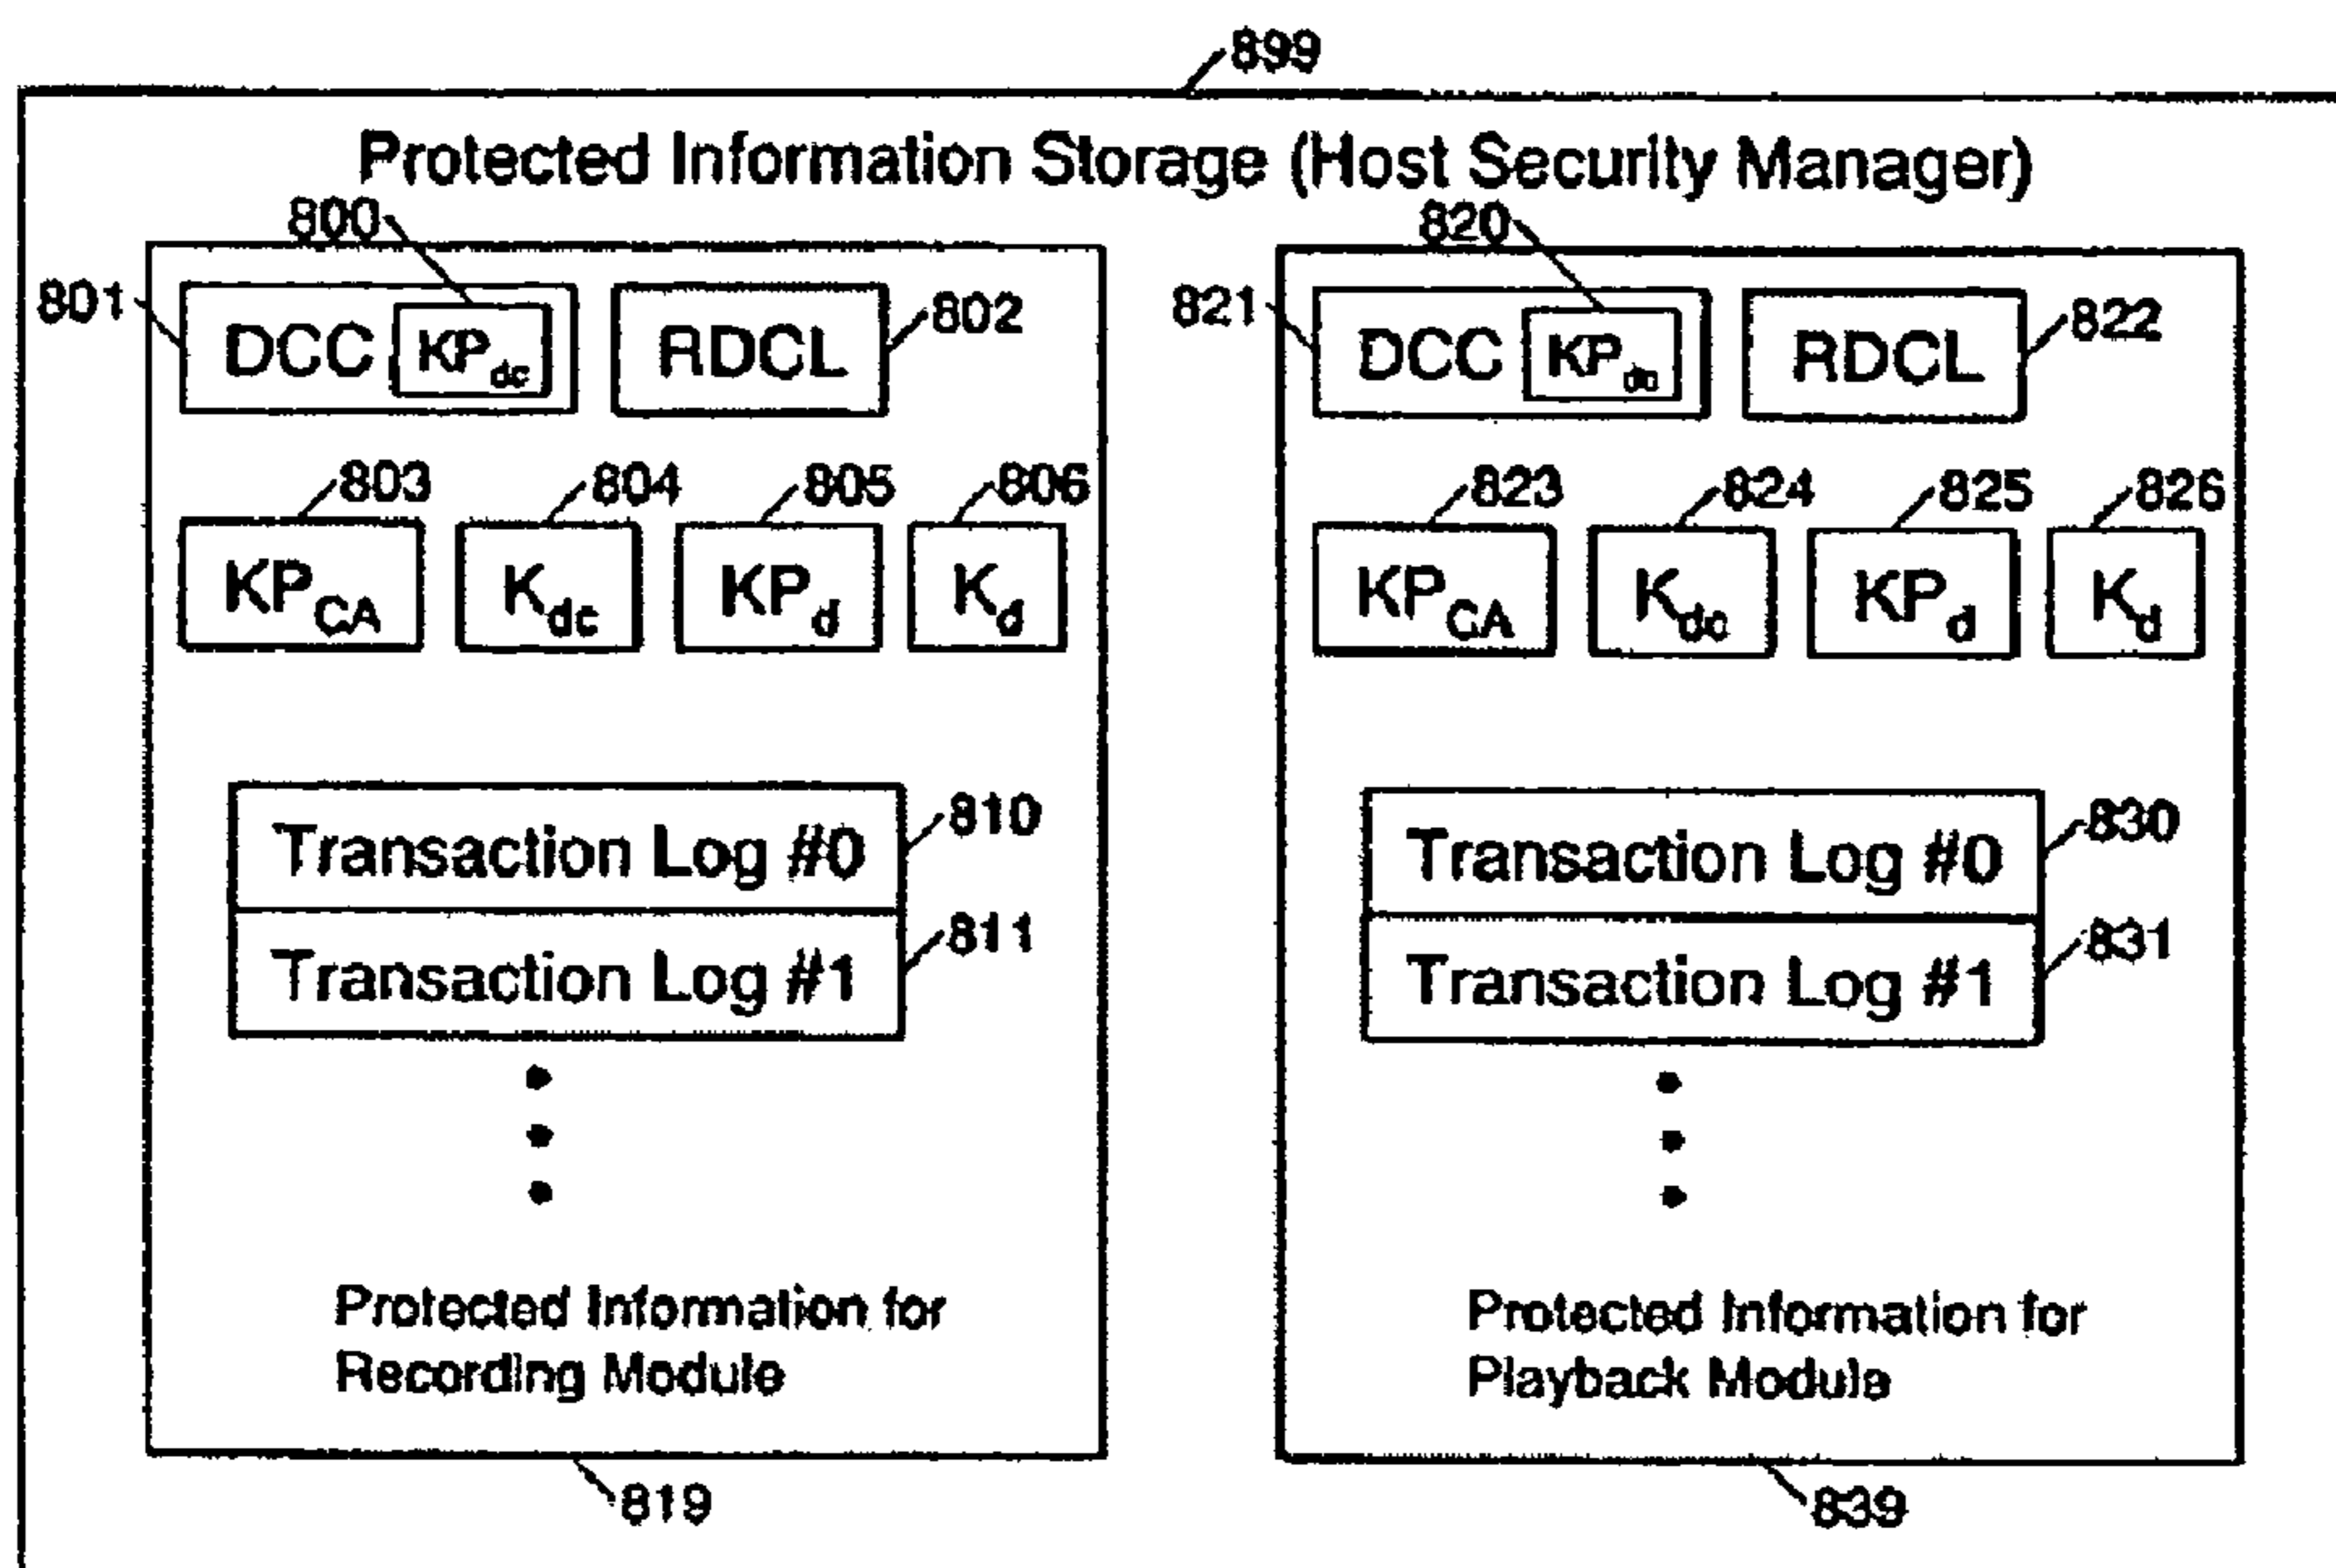 899
Protected Information Storage (Host Security Manager)
800
801
DCC KPdc
RDCL
802
803
804
805
806
KPCA
Kdc
KPd
Kd
Transaction Log #0
810
Transaction Log #1
811
Protected Information for
Recording Module
819
820
821
DCC KPdc
RDCL
822
823
824
825
826
KPCA
Kdc
KPd
Kd
Transaction Log #0
830
Transaction Log #1
831
Protected Information for
Playback Module
839